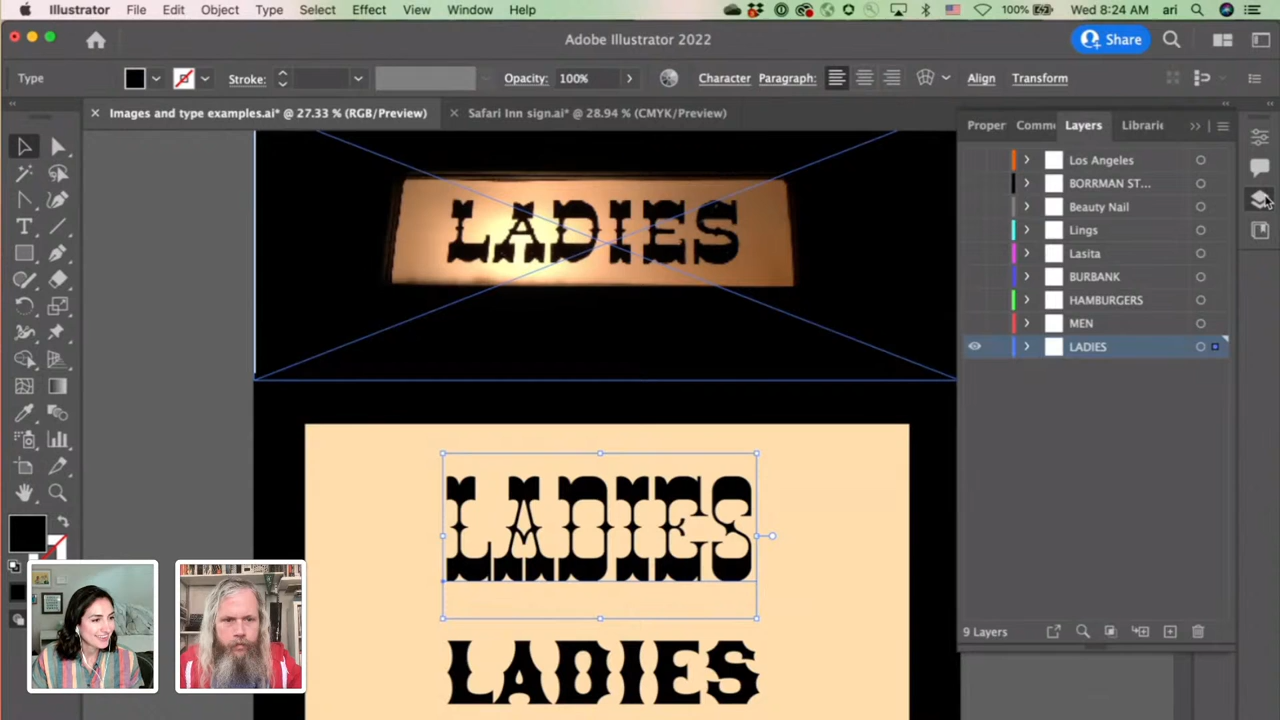 Illustrator File Edit Object Type Select Effect View Window Help 100% Wed 8:24 AM ari
Adobe Illustrator 2022
Share
Type Stroke: Opacity: 100% Character Paragraph: Align Transform
Images and type examples.ai* @ 27.33 % (RGB/Preview)
Safari Inn sign.ai* @ 28.94 % (CMYK/Preview)
Proper Comme Layers Librarie
Los Angeles
BORRMAN ST...
Beauty Nail
Lings
Lasita
BURBANK
HAMBURGERS
MEN
LADIES
9 Layers
LADIES
LADIES
LADIES